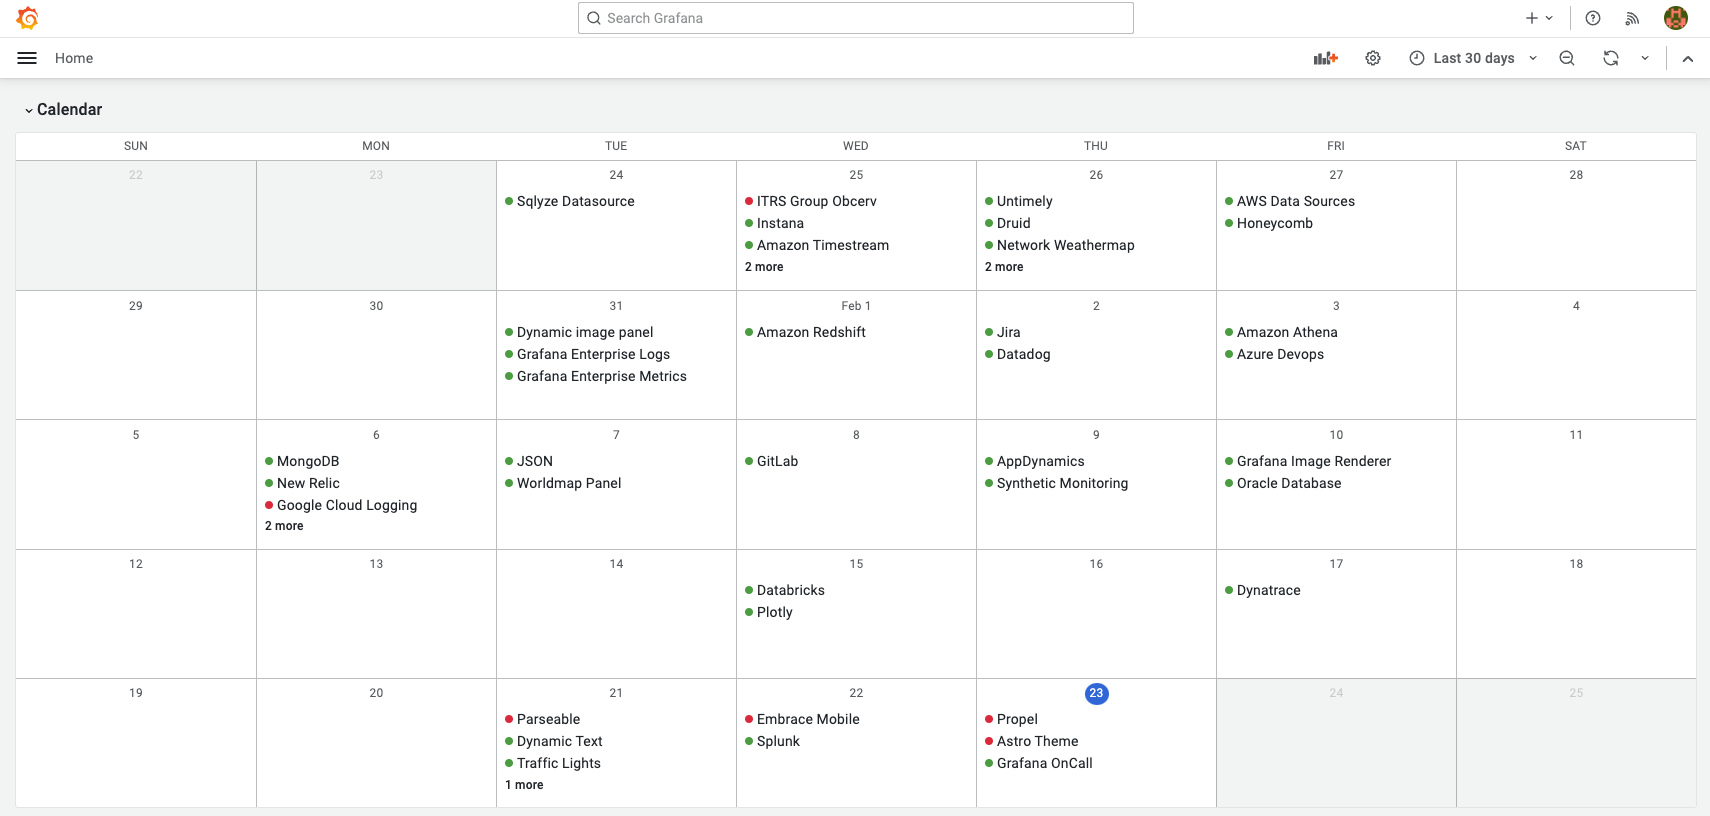 Search Grafana
Home
Last 30 days
Calendar
SUN MON TUE WED THU FRI SAT
22 23 24 25 26 27 28
Sqlyze Datasource
ITRS Group Obcerv
Instana
Amazon Timestream
2 more
Untimely
Druid
Network Weathermap
2 more
AWS Data Sources
Honeycomb
29 30 31 Feb 1 2 3 4
Dynamic image panel
Grafana Enterprise Logs
Grafana Enterprise Metrics
Amazon Redshift
Jira
Datadog
Amazon Athena
Azure Devops
5 6 7 8 9 10 11
MongoDB
New Relic
Google Cloud Logging
2 more
JSON
Worldmap Panel
GitLab
AppDynamics
Synthetic Monitoring
Grafana Image Renderer
Oracle Database
12 13 14 15 16 17 18
Databricks
Plotly
Dynatrace
19 20 21 22 23 24 25
Parseable
Dynamic Text
Traffic Lights
1 more
Embrace Mobile
Splunk
Propel
Astro Theme
Grafana OnCall